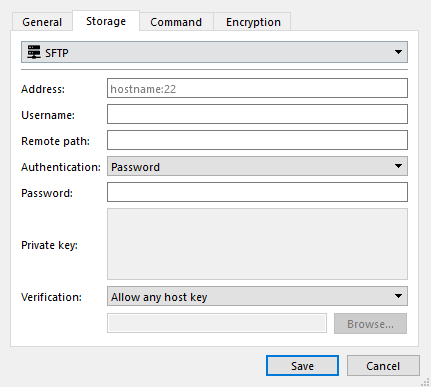 General Storage Command Encryption
SFTP
Address: hostname:22
Username:
Remote path:
Authentication: Password
Password:
Private key:
Verification: Allow any host key
Browse...
Save Cancel